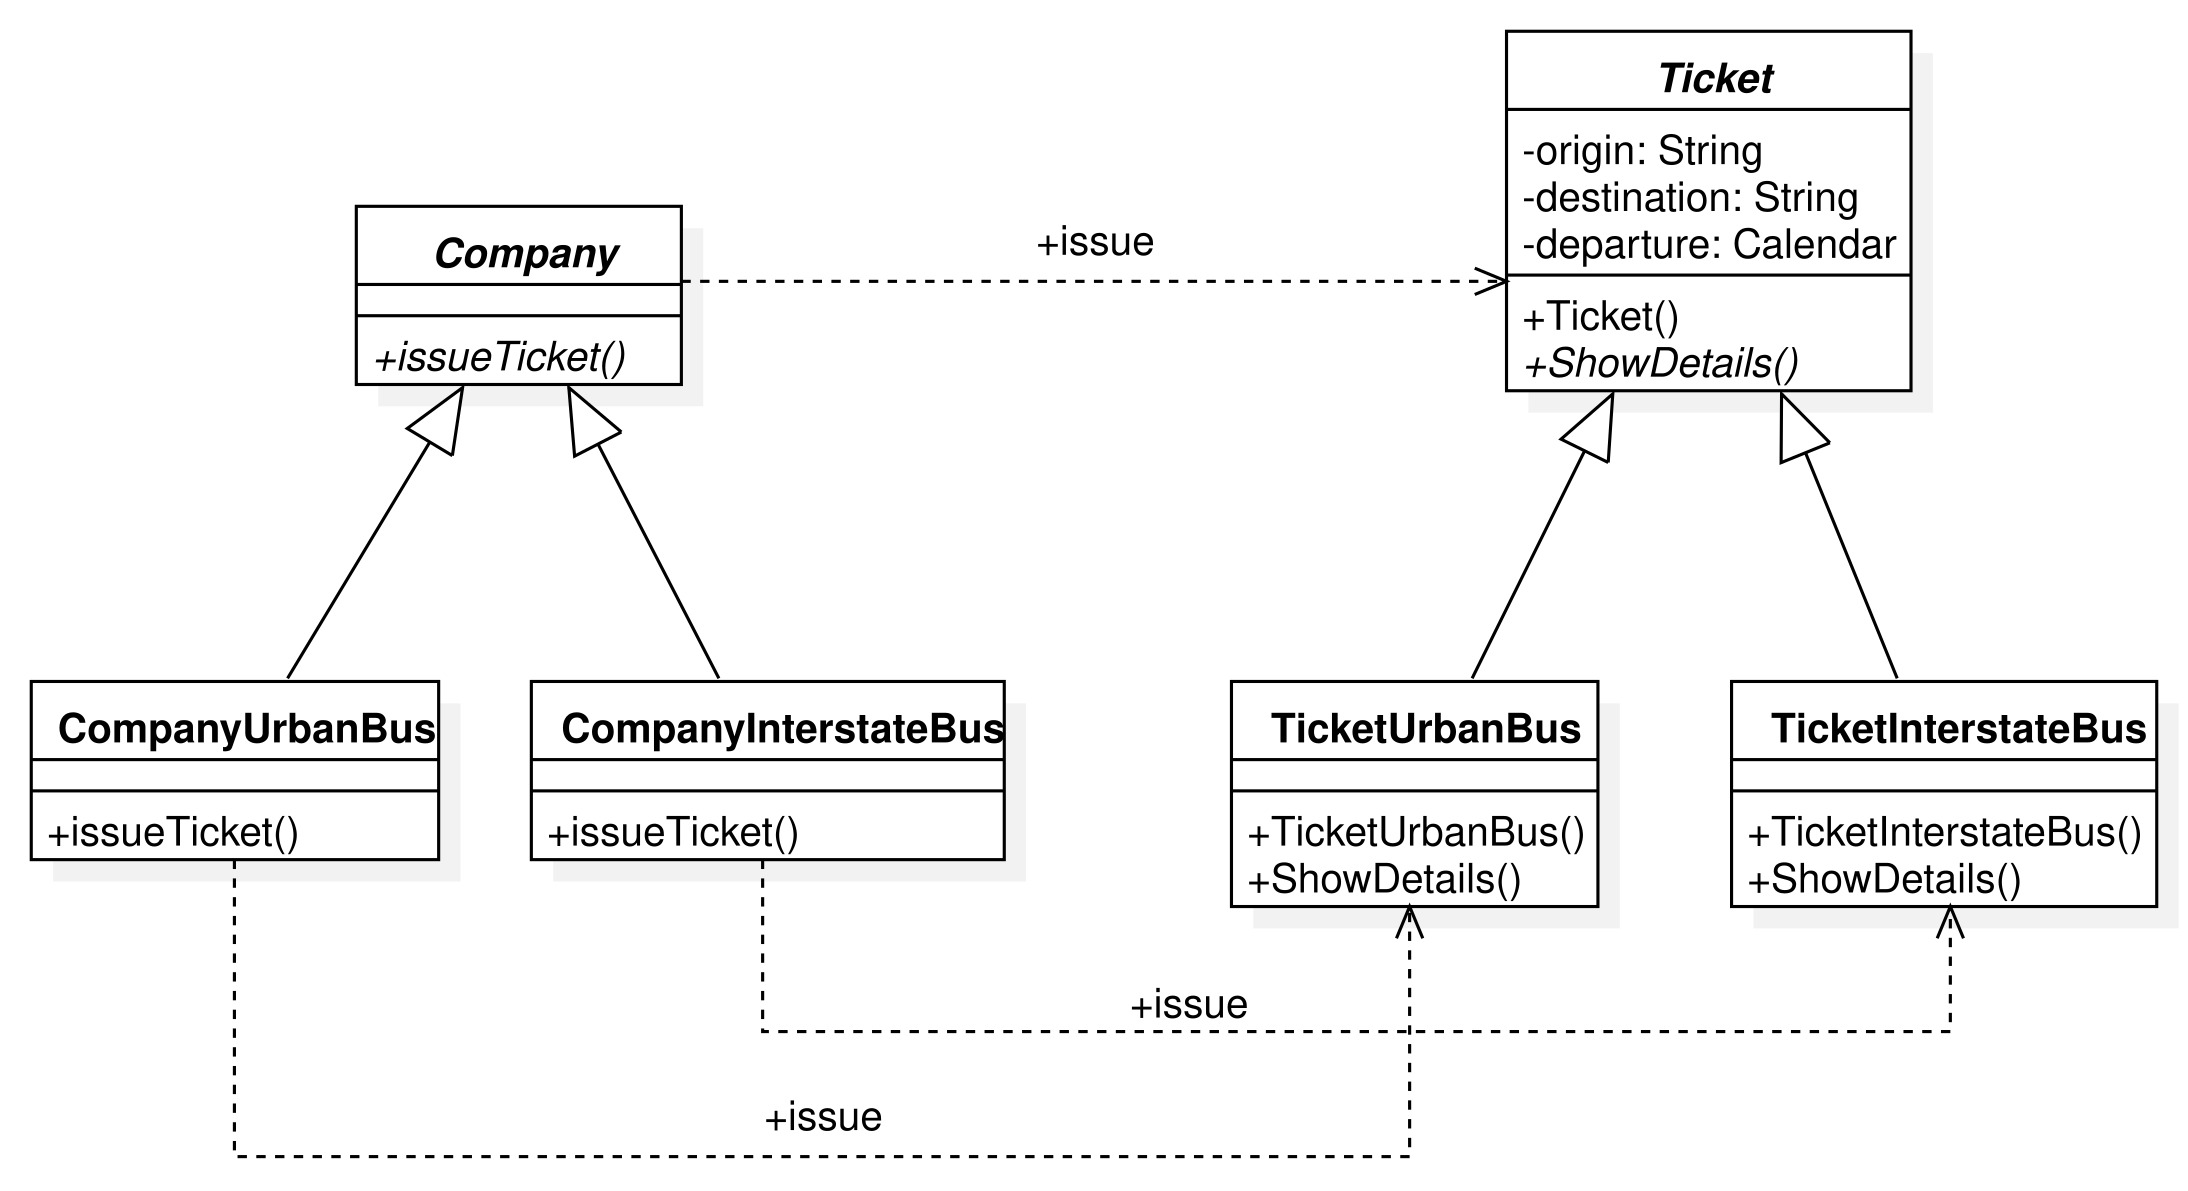 Ticket
-origin: String
-destination: String
-departure: Calendar
+Ticket()
+ShowDetails()
Company
+issueTicket()
+issue
CompanyUrbanBus
+issueTicket()
CompanyInterstateBus
+issueTicket()
TicketUrbanBus
+TicketUrbanBus()
+ShowDetails()
TicketInterstateBus
+TicketInterstateBus()
+ShowDetails()
+issue
+issue